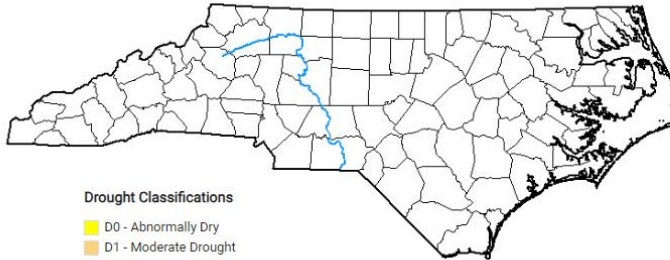 Drought Classifications
D0 - Abnormally Dry
D1 - Moderate Drought